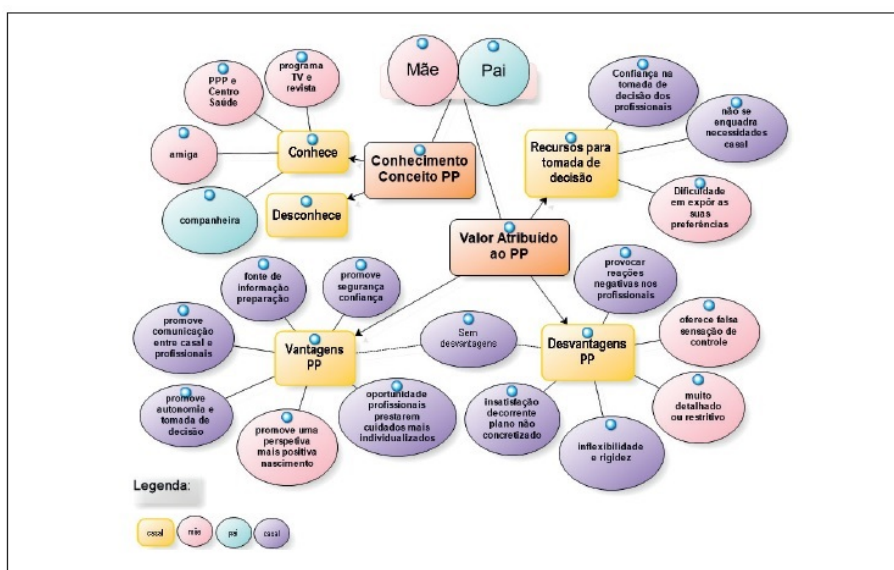 Mãe
Pai
PPP e
Centro
Saúde
programa
TV e
revista
amiga
companheira
Conhece
Desconhece
Conhecimento
Conceito PP
Valor Atribuído
ao PP
Recursos para
tomada de
decisão
Confiança na
tomada de
decisão dos
profissionais
não se
enquadra
necessidades
casal
Dificuldade
em expôr as
suas
preferências
fonte de
informação
preparação
promove
segurança
confiança
promove
comunicação
entre casal e
profissionais
promove
autonomia e
tomada de
decisão
promove uma
perspetiva
mais positiva
nascimento
oportunidade
profissionais
prestarem
cuidados mais
individualizados
Vantagens
PP
Sem
desvantagens
Desvantagens
PP
provocar
reações
negativas nos
profissionais
oferece falsa
sensação de
controle
muito
detalhado
ou restritivo
inflexibilidade
e rigidez
insatisfação
decorrente
plano não
concretizado
Legenda:
casal
mãe
pai
casal